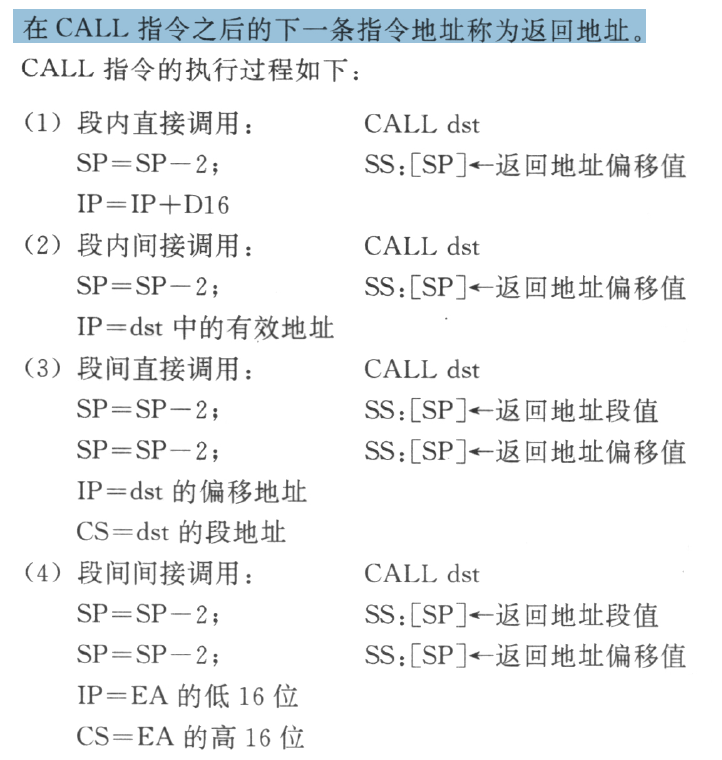 在 CALL 指令之后的下一条指令地址称为返回地址。
CALL 指令的执行过程如下：
（1）段内直接调用： CALL dst
SP=SP-2； SS：[SP]←返回地址偏移值
IP=IP+D16
（2）段内间接调用： CALL dst
SP=SP-2； SS：[SP]←返回地址偏移值
IP=dst 中的有效地址
（3）段间直接调用： CALL dst
SP=SP-2； SS：[SP]←返回地址段值
SP=SP-2； SS：[SP]←返回地址偏移值
IP=dst 的偏移地址
CS=dst 的段地址
（4）段间间接调用： CALL dst
SP=SP-2； SS：[SP]←返回地址段值
SP=SP-2； SS：[SP]←返回地址偏移值
IP=EA 的低 16 位
CS=EA 的高 16 位